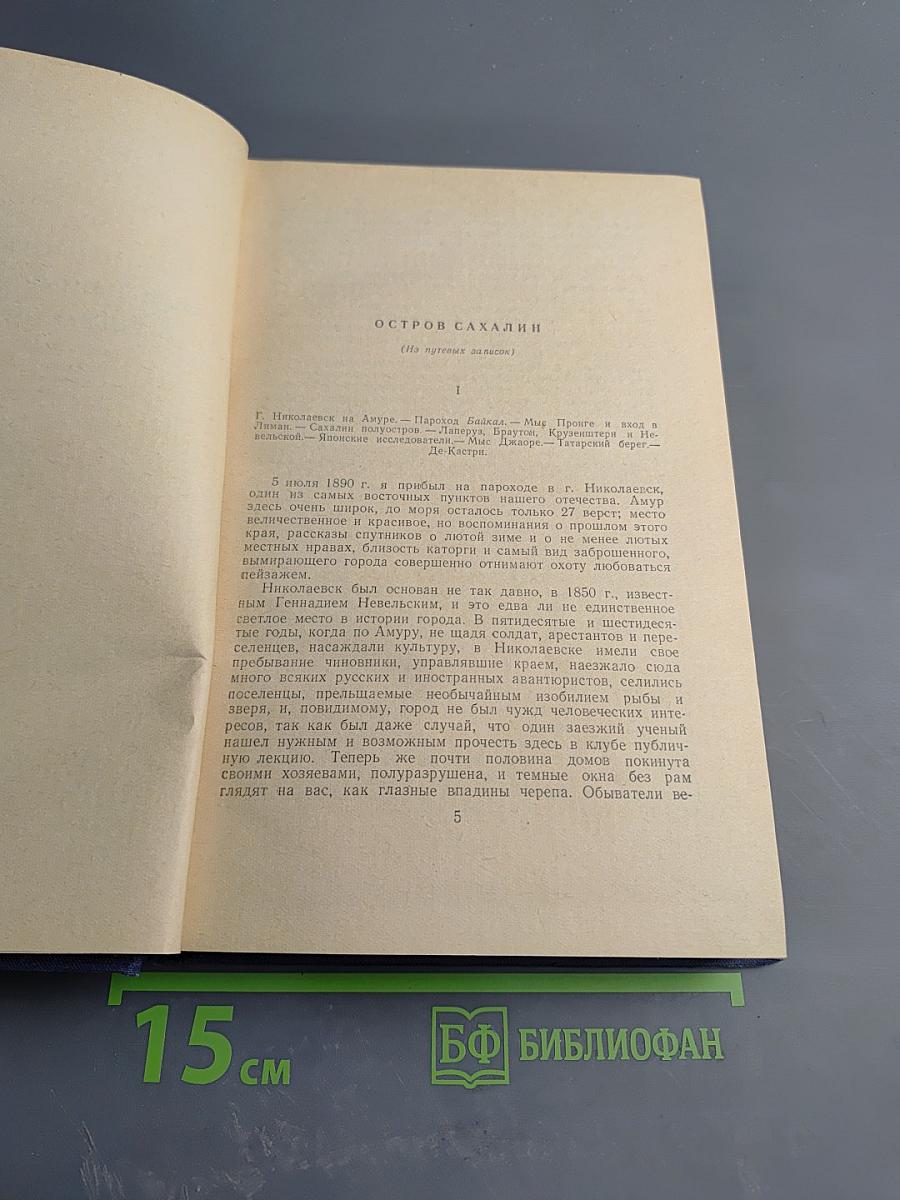 ОСТРОВ САХАЛИН
(Из путевых записок)
I
Г. Николаевск на Амуре. — Пароход Байкал. — Мыс Пронге и вход в
Лиман. — Сахалин полуостров. — Лаперуз, Браутон, Крузенштерн и Не-
вельской. — Японские исследователи. — Мыс Джаоре. — Татарский берег. —
Де-Кастри.
5 июля 1890 г. я прибыл на пароходе в г. Николаевск,
один из самых восточных пунктов нашего отечества. Амур
здесь очень широк, до моря осталось только 27 верст; место
величественное и красивое, но воспоминания о прошлом этого
края, рассказы спутников о лютой зиме и о не менее лютых
местных нравах, близость каторги и самый вид заброшенного,
вымирающего города совершенно отнимают охоту любоваться
пейзажем.
Николаевск был основан не так давно, в 1850 г., извест-
ным Геннадием Невельским, и это едва ли не единственное
светлое место в истории города. В пятидесятые и шестидеся-
тые годы, когда по Амуру, не щадя солдат, арестантов и пере-
селенцев, насаждали культуру, в Николаевске имели свое
пребывание чиновники, управлявшие краем, наезжало сюда
много всяких русских и иностранных авантюристов, селились
поселенцы, прельщаемые необычайным изобилием рыбы и
зверя, и, повидимому, город не был чужд человеческих инте-
ресов, так как был даже случай, что один заезжий ученый
нашел нужным и возможным прочесть здесь в клубе публич-
ную лекцию. Теперь же почти половина домов покинута
своими хозяевами, полуразрушена, и темные окна без рам
глядят на вас, как глазные впадины черепа. Обыватели ве-
5
15 см
БФ БИБЛИОФАН